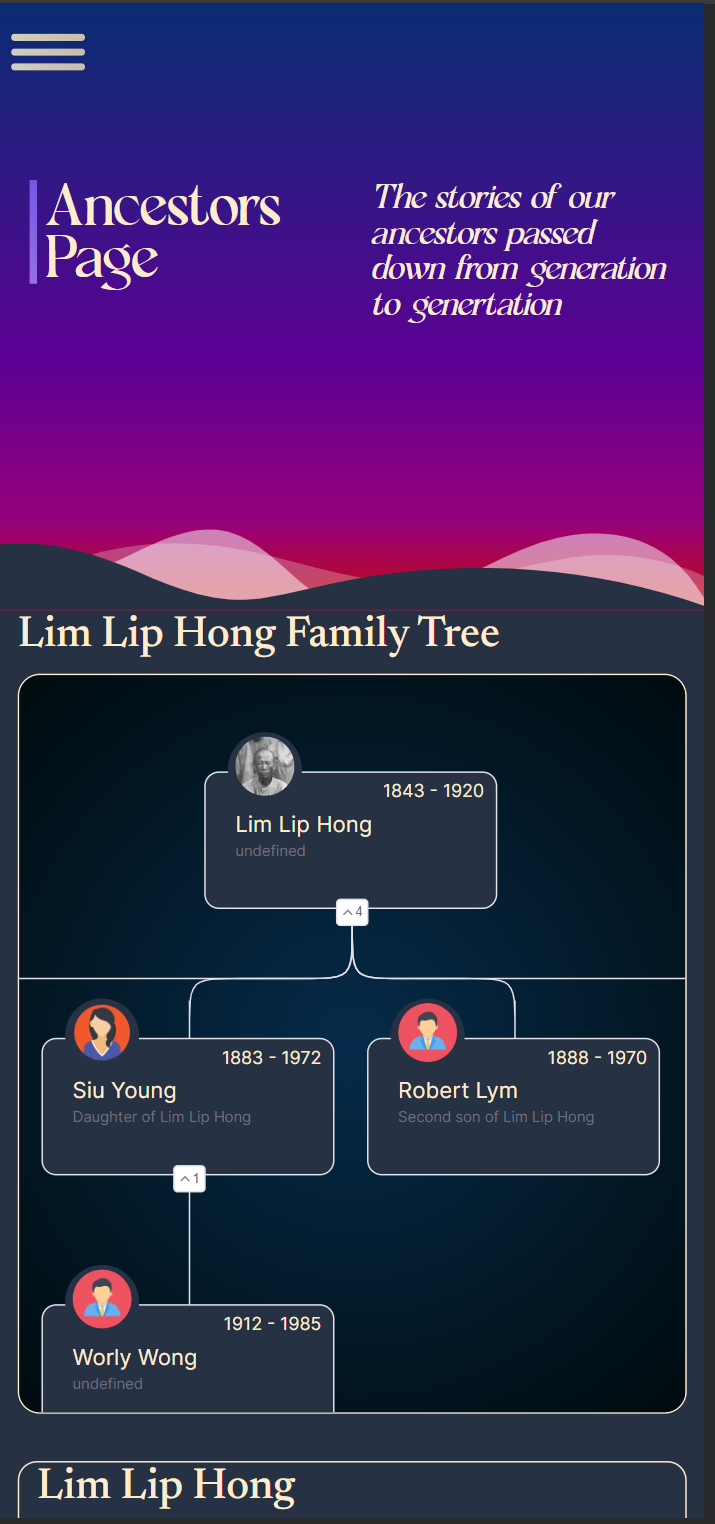 Ancestors
Page
The stories of our
ancestors passed
down from generation
to genertation
Lim Lip Hong Family Tree
1843 - 1920
Lim Lip Hong
undefined
4
1883 - 1972
Siu Young
Daughter of Lim Lip Hong
1888 - 1970
Robert Lym
Second son of Lim Lip Hong
1
1912 - 1985
Worly Wong
undefined
Lim Lip Hong